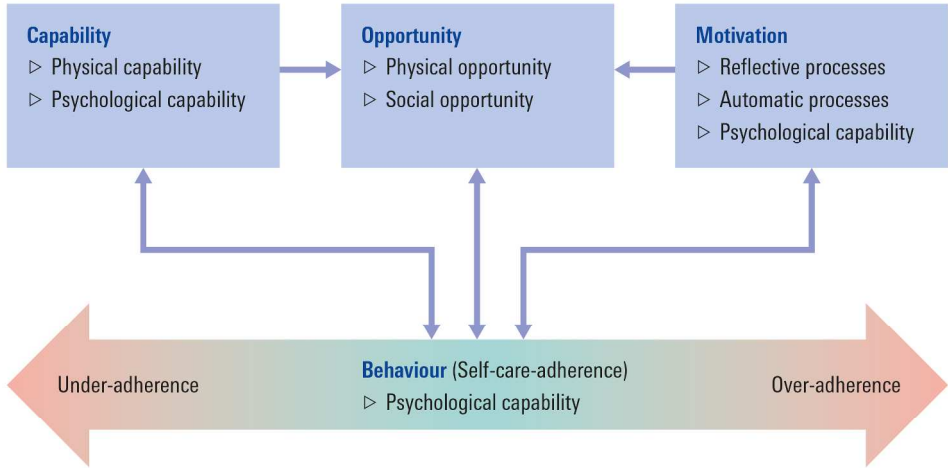 Capability
▷ Physical capability
▷ Psychological capability
Opportunity
▷ Physical opportunity
▷ Social opportunity
Motivation
▷ Reflective processes
▷ Automatic processes
▷ Psychological capability
Under-adherence
Behaviour (Self-care-adherence)
▷ Psychological capability
Over-adherence